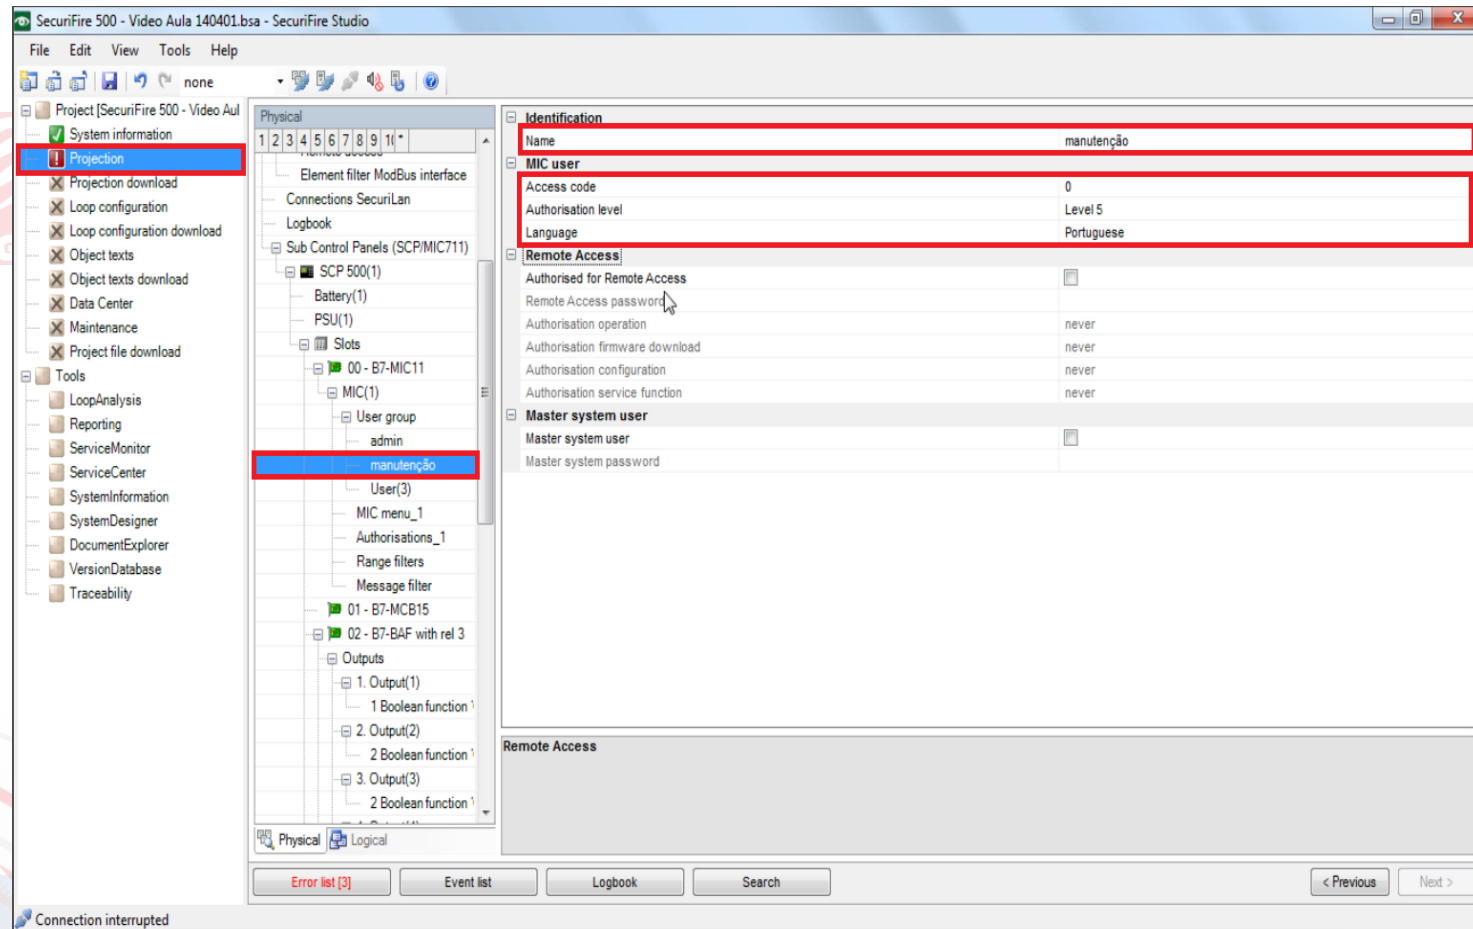 SecuriFire 500 - Video Aula 140401.bsa - SecuriFire Studio
File Edit View Tools Help
none
Project [SecuriFire 500 - Video Aul
System information
Projection
Projection download
Loop configuration
Loop configuration download
Object texts
Object texts download
Data Center
Maintenance
Project file download
Tools
LoopAnalysis
Reporting
ServiceMonitor
ServiceCenter
SystemInformation
SystemDesigner
DocumentExplorer
VersionDatabase
Traceability
Physical
1 2 3 4 5 6 7 8 9 1( *
Element filter ModBus interface
Connections SecuriLan
Logbook
Sub Control Panels (SCP/MIC711)
SCP 500(1)
Battery(1)
PSU(1)
Slots
00 - B7-MIC11
MIC(1)
User group
admin
manutenção
User(3)
MIC menu_1
Authorisations_1
Range filters
Message filter
01 - B7-MCB15
02 - B7-BAF with rel 3
Outputs
1. Output(1)
1 Boolean function
2. Output(2)
2 Boolean function
3. Output(3)
2 Boolean function
Physical Logical
Identification
Name manutenção
MIC user
Access code 0
Authorisation level Level 5
Language Portuguese
Remote Access
Authorised for Remote Access
Remote Access password
Authorisation operation never
Authorisation firmware download never
Authorisation configuration never
Authorisation service function never
Master system user
Master system user
Master system password
Remote Access
Error list [3] Event list Logbook Search < Previous Next >
Connection interrupted